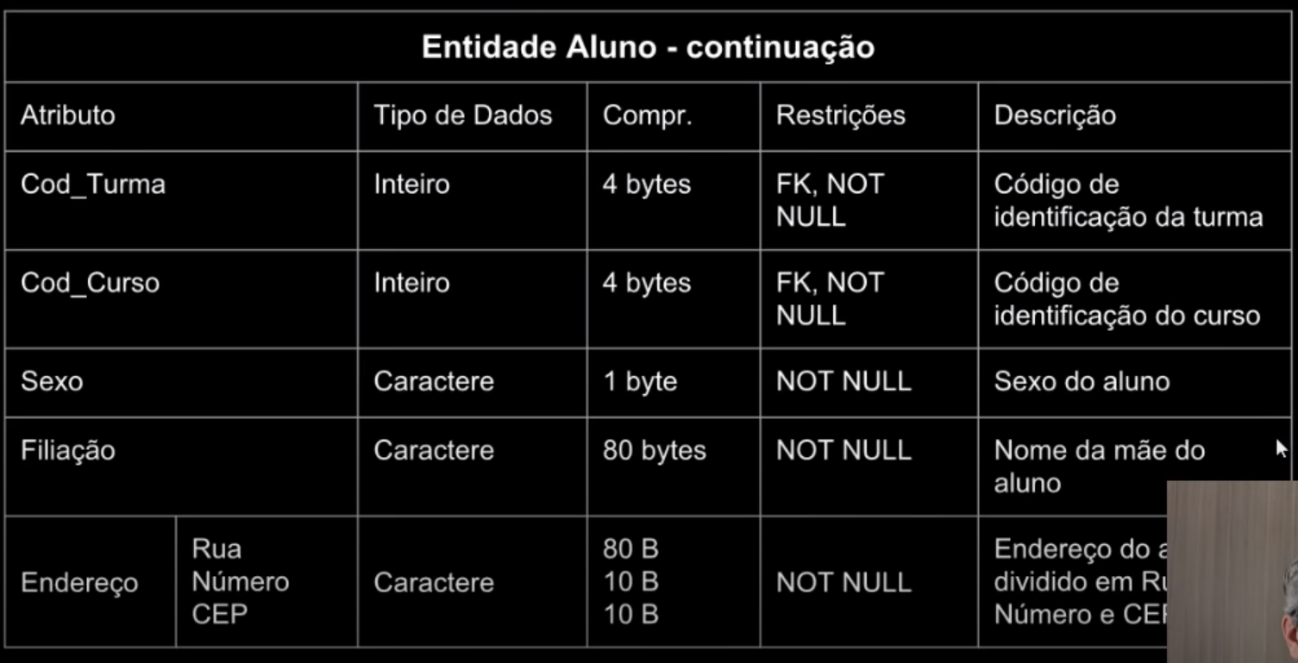 Entidade Aluno - continuação
Atributo Tipo de Dados Compr. Restrições Descrição
Cod_Turma Inteiro 4 bytes FK, NOT NULL Código de identificação da turma
Cod_Curso Inteiro 4 bytes FK, NOT NULL Código de identificação do curso
Sexo Caractere 1 byte NOT NULL Sexo do aluno
Filiação Caractere 80 bytes NOT NULL Nome da mãe do aluno
Endereço
Rua
Número
CEP
Caractere
80 B
10 B
10 B
NOT NULL
Endereço do
dividido em
Número e